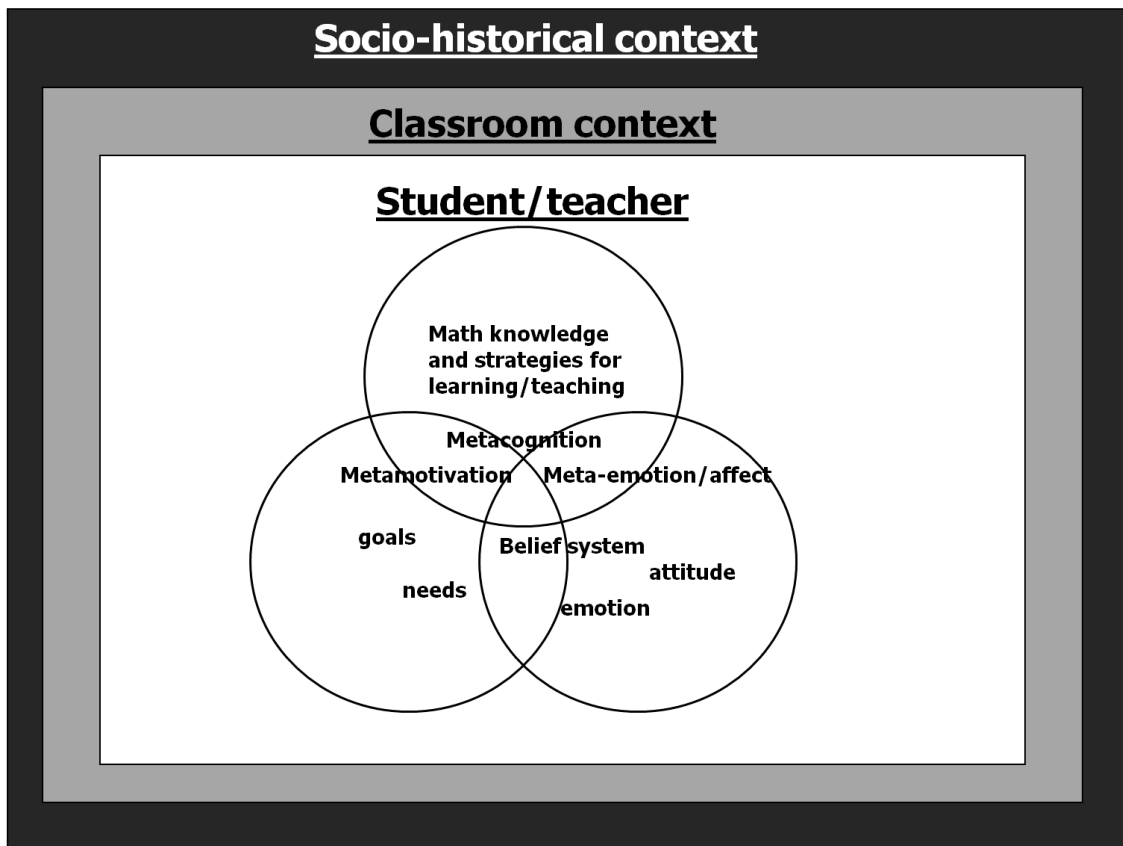 Socio-historical context
Classroom context
Student/teacher
Math knowledge
and strategies for
learning/teaching
Metacognition
Metamotivation
Meta-emotion/affect
goals
Belief system
attitude
needs
emotion